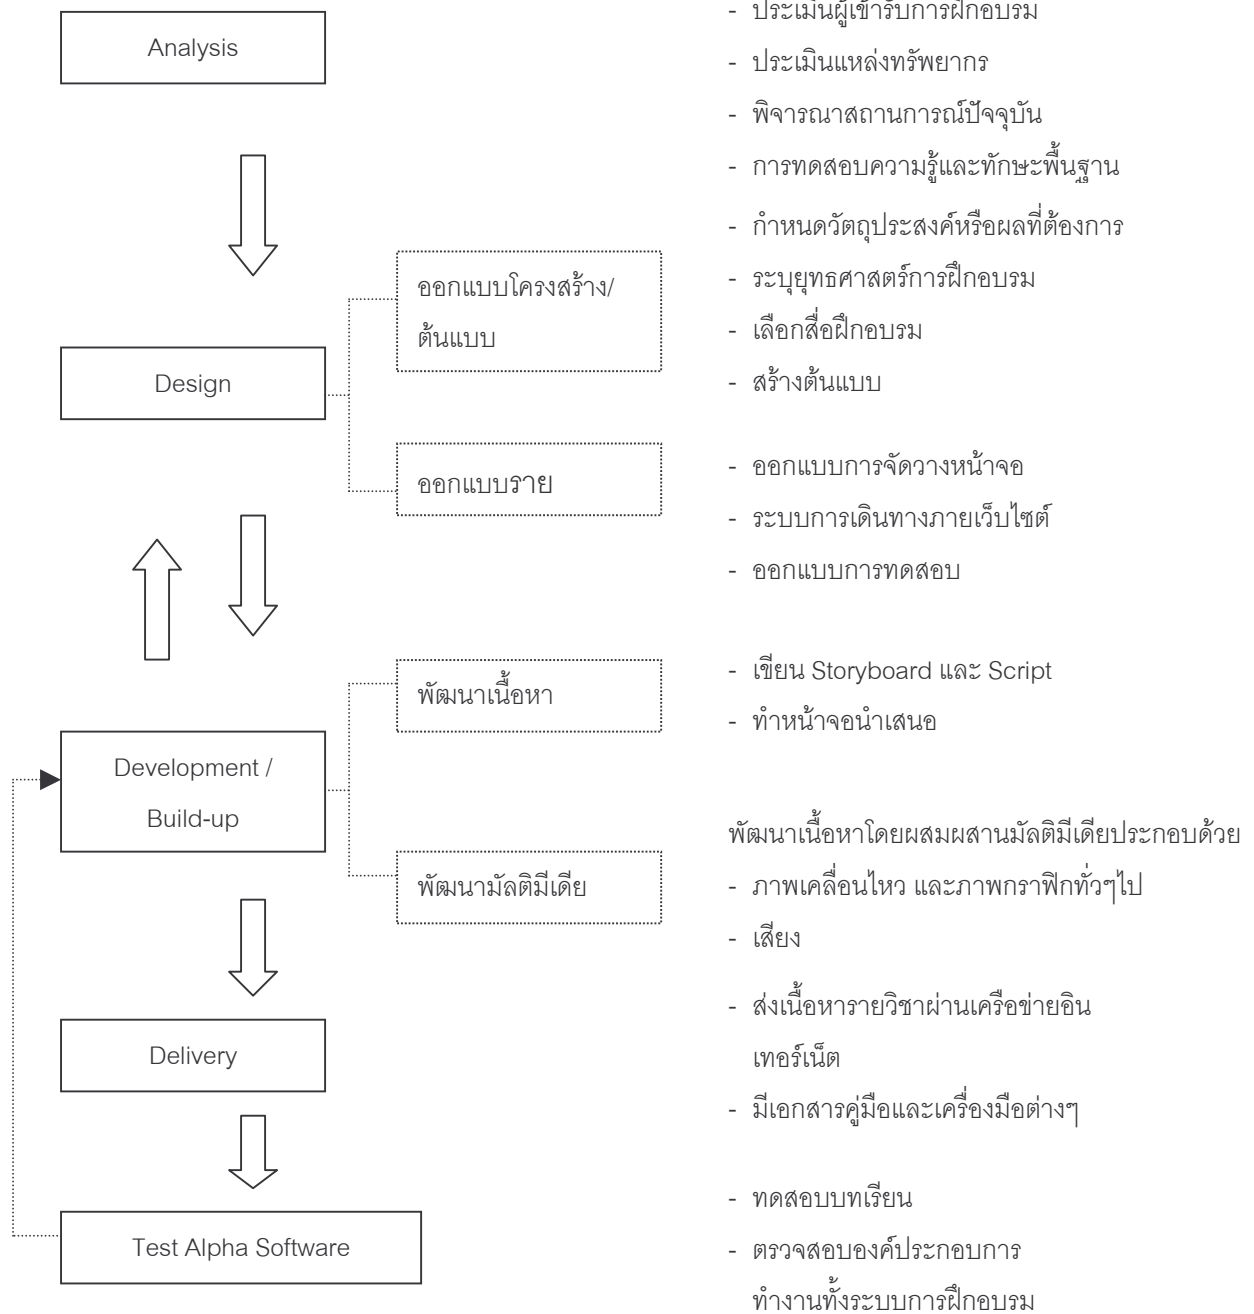 - ประเมินผู้เข้ารับการฝึกอบรม
Analysis
- ประเมินแหล่งทรัพยากร
- พิจารณาสถานการณ์ปัจจุบัน
- การทดสอบความรู้และทักษะพื้นฐาน
- กำหนดวัตถุประสงค์หรือผลที่ต้องการ
ออกแบบโครงสร้าง/
ต้นแบบ
- ระบุยุทธศาสตร์การฝึกอบรม
- เลือกสื่อฝึกอบรม
Design
- สร้างต้นแบบ
ออกแบบราย
- ออกแบบการจัดวางหน้าจอ
- ระบบการเดินทางภายเว็บไซต์
- ออกแบบการทดสอบ
พัฒนาเนื้อหา
- เขียน Storyboard และ Script
- ทำหน้าจอนำเสนอ
Development /
Build-up
พัฒนามัลติมีเดีย
พัฒนาเนื้อหาโดยผสมผสานมัลติมีเดียประกอบด้วย
- ภาพเคลื่อนไหว และภาพกราฟิกทั่วๆไป
- เสียง
Delivery
- ส่งเนื้อหารายวิชาผ่านเครือข่ายอิน
เทอร์เน็ต
- มีเอกสารคู่มือและเครื่องมือต่างๆ
Test Alpha Software
- ทดสอบบทเรียน
- ตรวจสอบองค์ประกอบการ
ทำงานทั้งระบบการฝึกอบรม